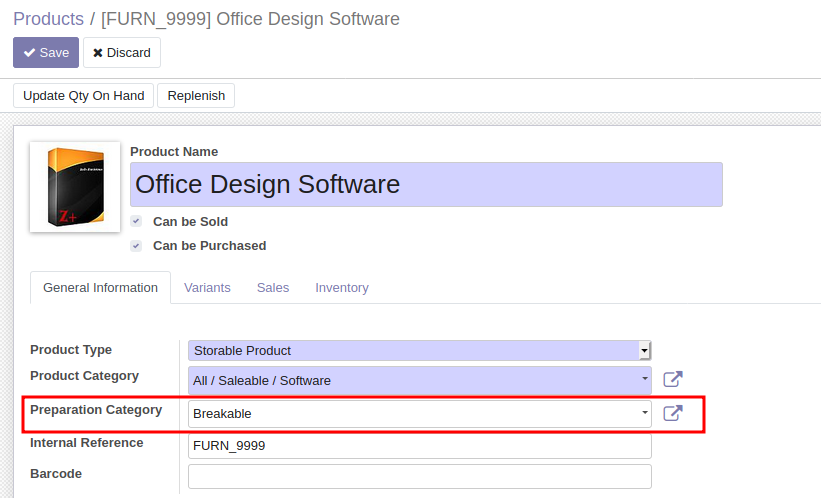 Products / [FURN_9999] Office Design Software
Save Discard
Update Qty On Hand Replenish
Product Name
Office Design Software
Can be Sold
Can be Purchased
Z+
General Information Variants Sales Inventory
Product Type Storable Product
Product Category All / Saleable / Software
Preparation Category Breakable
Internal Reference FURN_9999
Barcode